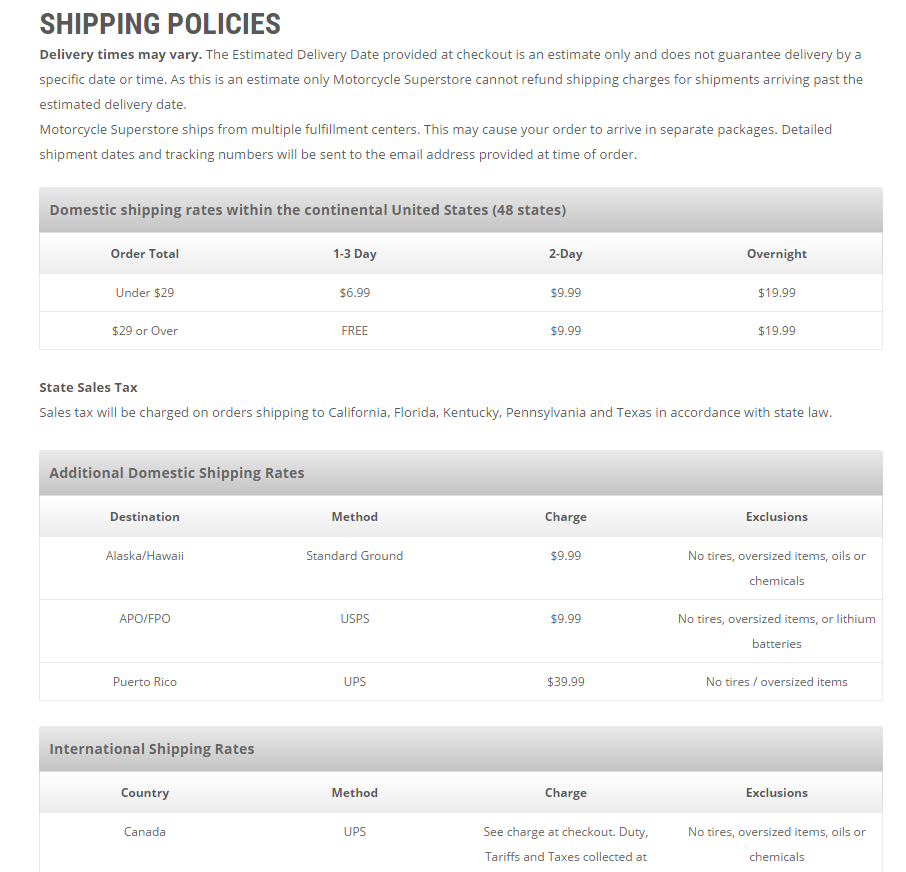 SHIPPING POLICIES
Delivery times may vary. The Estimated Delivery Date provided at checkout is an estimate only and does not guarantee delivery by a
specific date or time. As this is an estimate only Motorcycle Superstore cannot refund shipping charges for shipments arriving past the
estimated delivery date.
Motorcycle Superstore ships from multiple fulfillment centers. This may cause your order to arrive in separate packages. Detailed
shipment dates and tracking numbers will be sent to the email address provided at time of order.
Domestic shipping rates within the continental United States (48 states)
Order Total 1-3 Day 2-Day Overnight
Under $29 $6.99 $9.99 $19.99
$29 or Over FREE $9.99 $19.99
State Sales Tax
Sales tax will be charged on orders shipping to California, Florida, Kentucky, Pennsylvania and Texas in accordance with state law.
Additional Domestic Shipping Rates
Destination Method Charge Exclusions
Alaska/Hawaii Standard Ground $9.99 No tires, oversized items, oils or
chemicals
APO/FPO USPS $9.99 No tires, oversized items, or lithium
batteries
Puerto Rico UPS $39.99 No tires / oversized items
International Shipping Rates
Country Method Charge Exclusions
Canada UPS See charge at checkout. Duty, No tires, oversized items, oils or
Tariffs and Taxes collected at chemicals